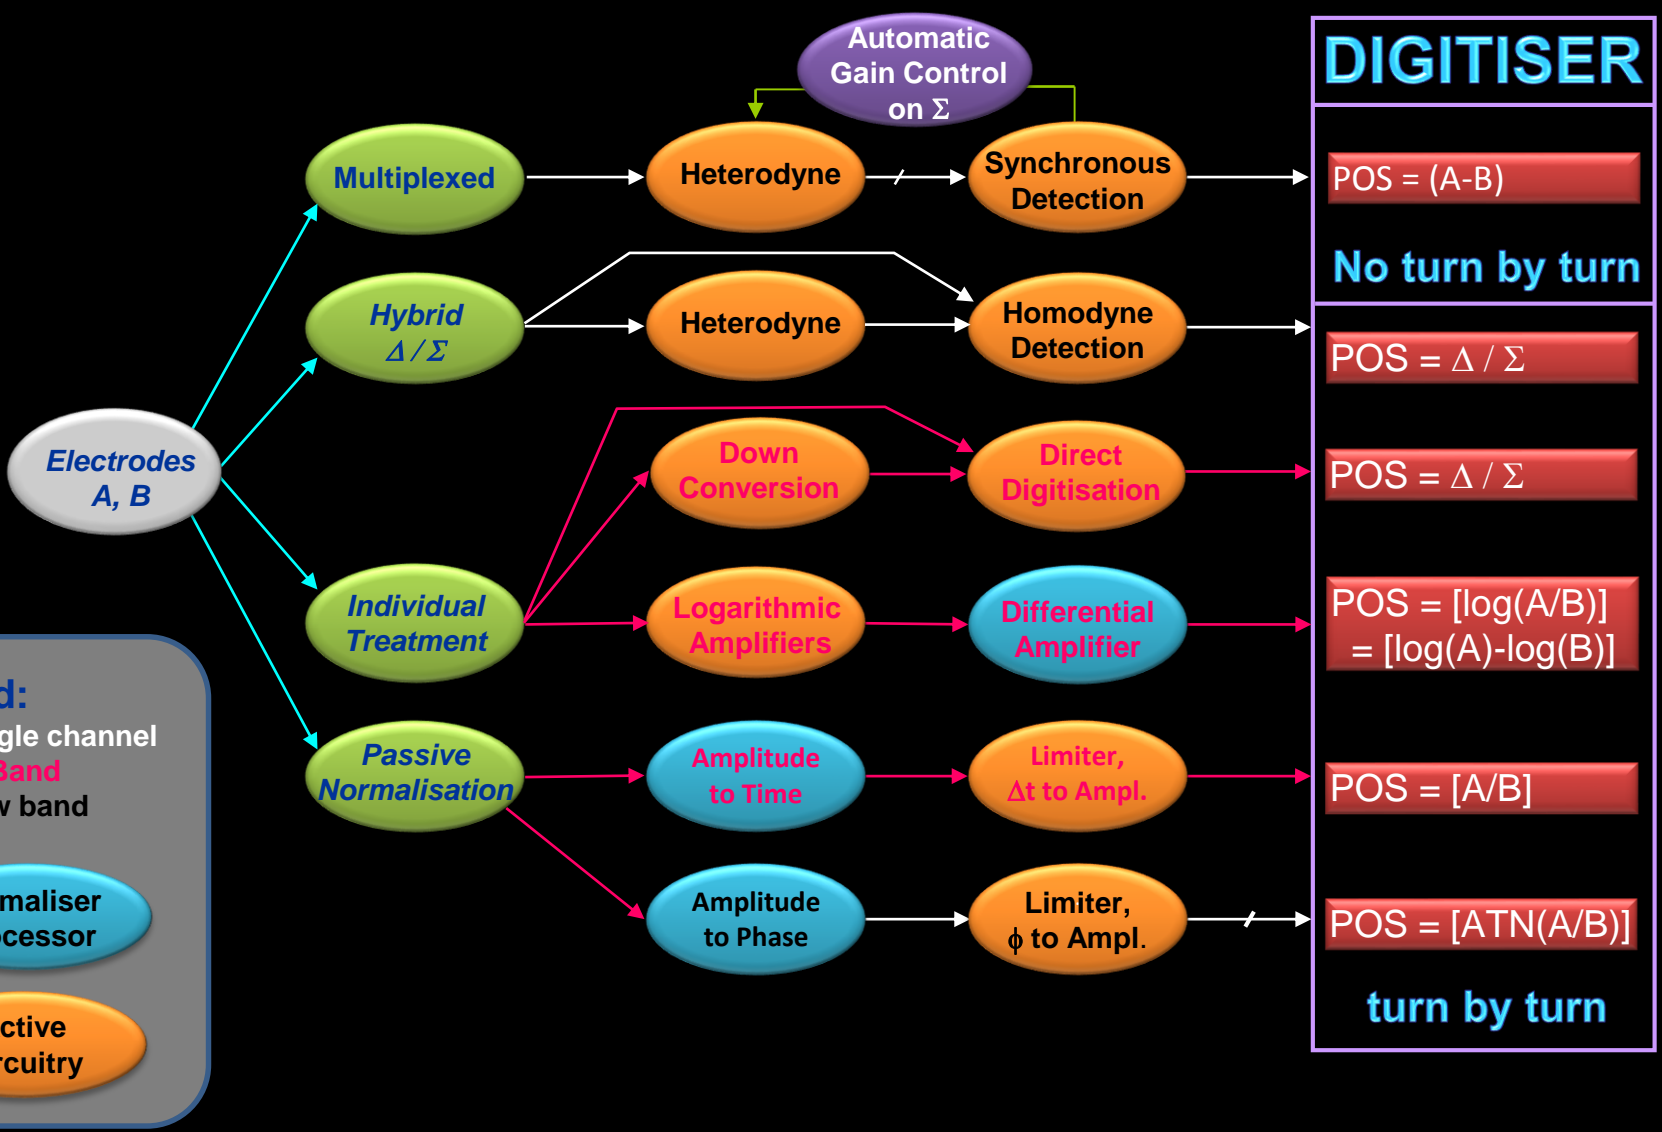 Automatic
Gain Control
on Σ
DIGITISER
Multiplexed
Heterodyne
Synchronous
Detection
POS = (A-B)
No turn by turn
Hybrid
Δ / Σ
Heterodyne
Homodyne
Detection
POS = Δ / Σ
Electrodes
A, B
Down
Conversion
Direct
Digitisation
POS = Δ / Σ
Individual
Treatment
Logarithmic
Amplifiers
Differential
Amplifier
POS = [log(A/B)]
= [log(A)-log(B)]
Passive
Normalisation
Amplitude
to Time
Limiter,
Δt to Ampl.
POS = [A/B]
Amplitude
to Phase
Limiter,
ϕ to Ampl.
POS = [ATN(A/B)]
turn by turn
d:
gle channel
Band
w band
maliser
ocessor
ctive
rcuitry